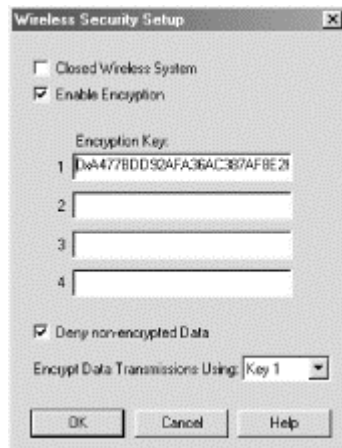 Wireless Security Setup
Closed Wireless System
Enable Encryption
Encryption Key:
1
2
3
4
Deny non-encrypted Data
Encrypt Data Transmissions Using: Key 1
OK Cancel Help